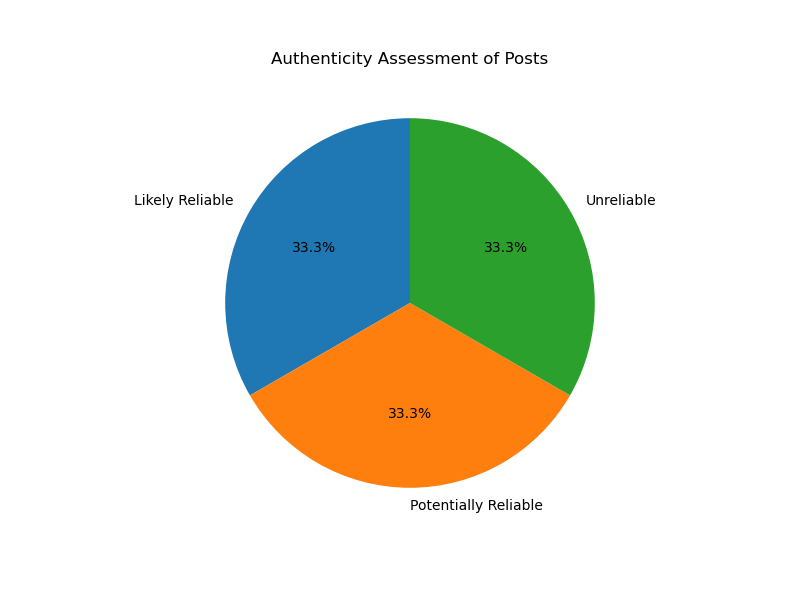 Authenticity Assessment of Posts
Likely Reliable
Unreliable
33.3%
33.3%
33.3%
Potentially Reliable